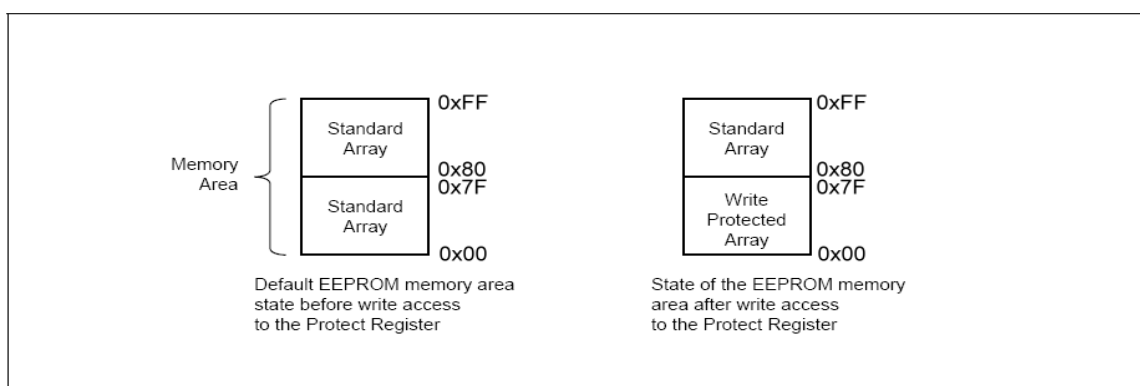 Memory
Area
Standard
Array
Standard
Array
0xFF
0x80
0x7F
0x00
Default EEPROM memory area
state before write access
to the Protect Register
Standard
Array
Write
Protected
Array
0xFF
0x80
0x7F
0x00
State of the EEPROM memory
area after write access
to the Protect Register